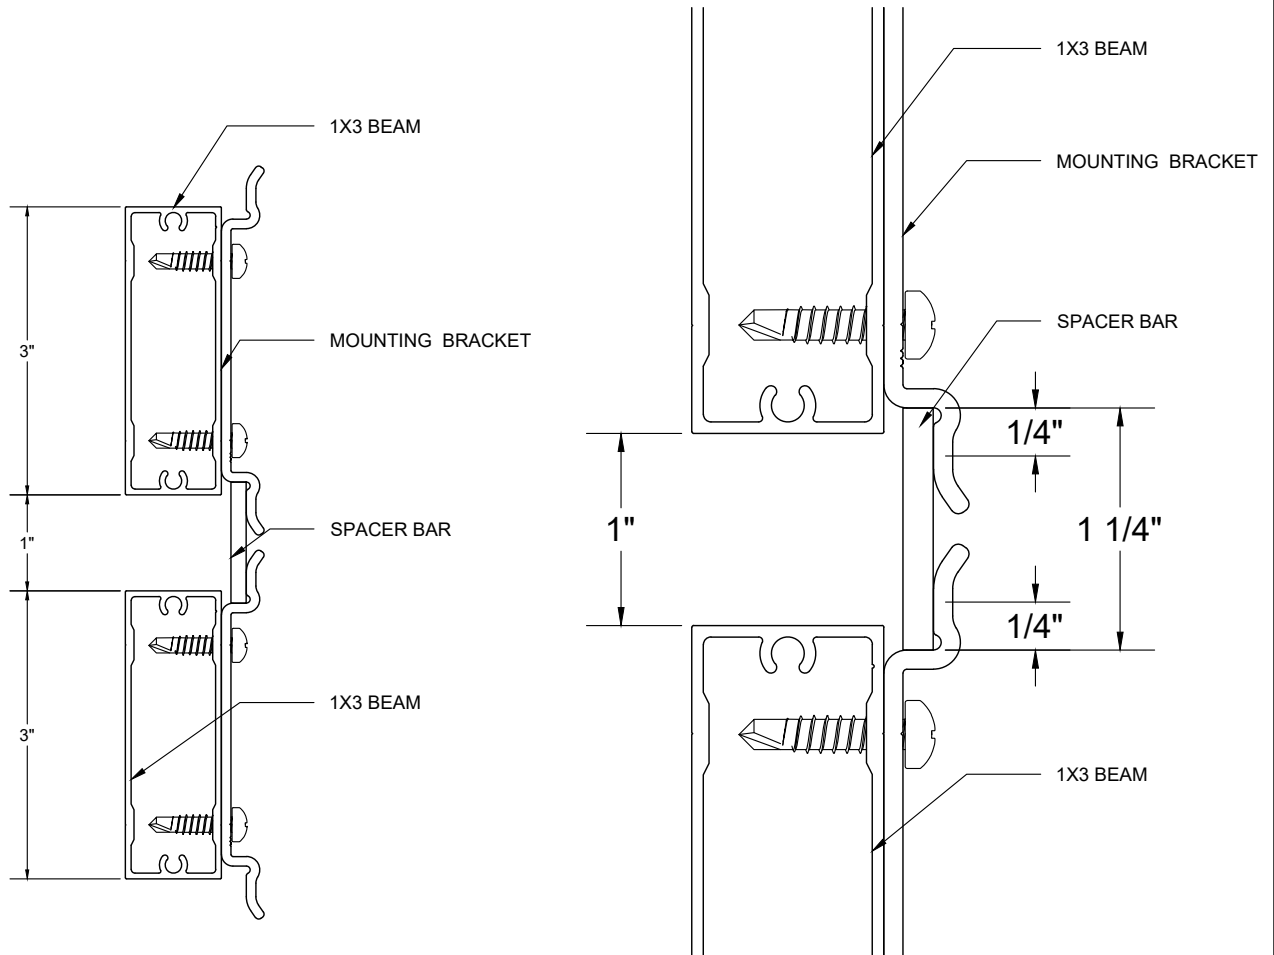 1X3 BEAM
3"
MOUNTING BRACKET
1"
SPACER BAR
1X3 BEAM
3"
1X3 BEAM
MOUNTING BRACKET
SPACER BAR
1/4"
1"
1 1/4"
1/4"
1X3 BEAM